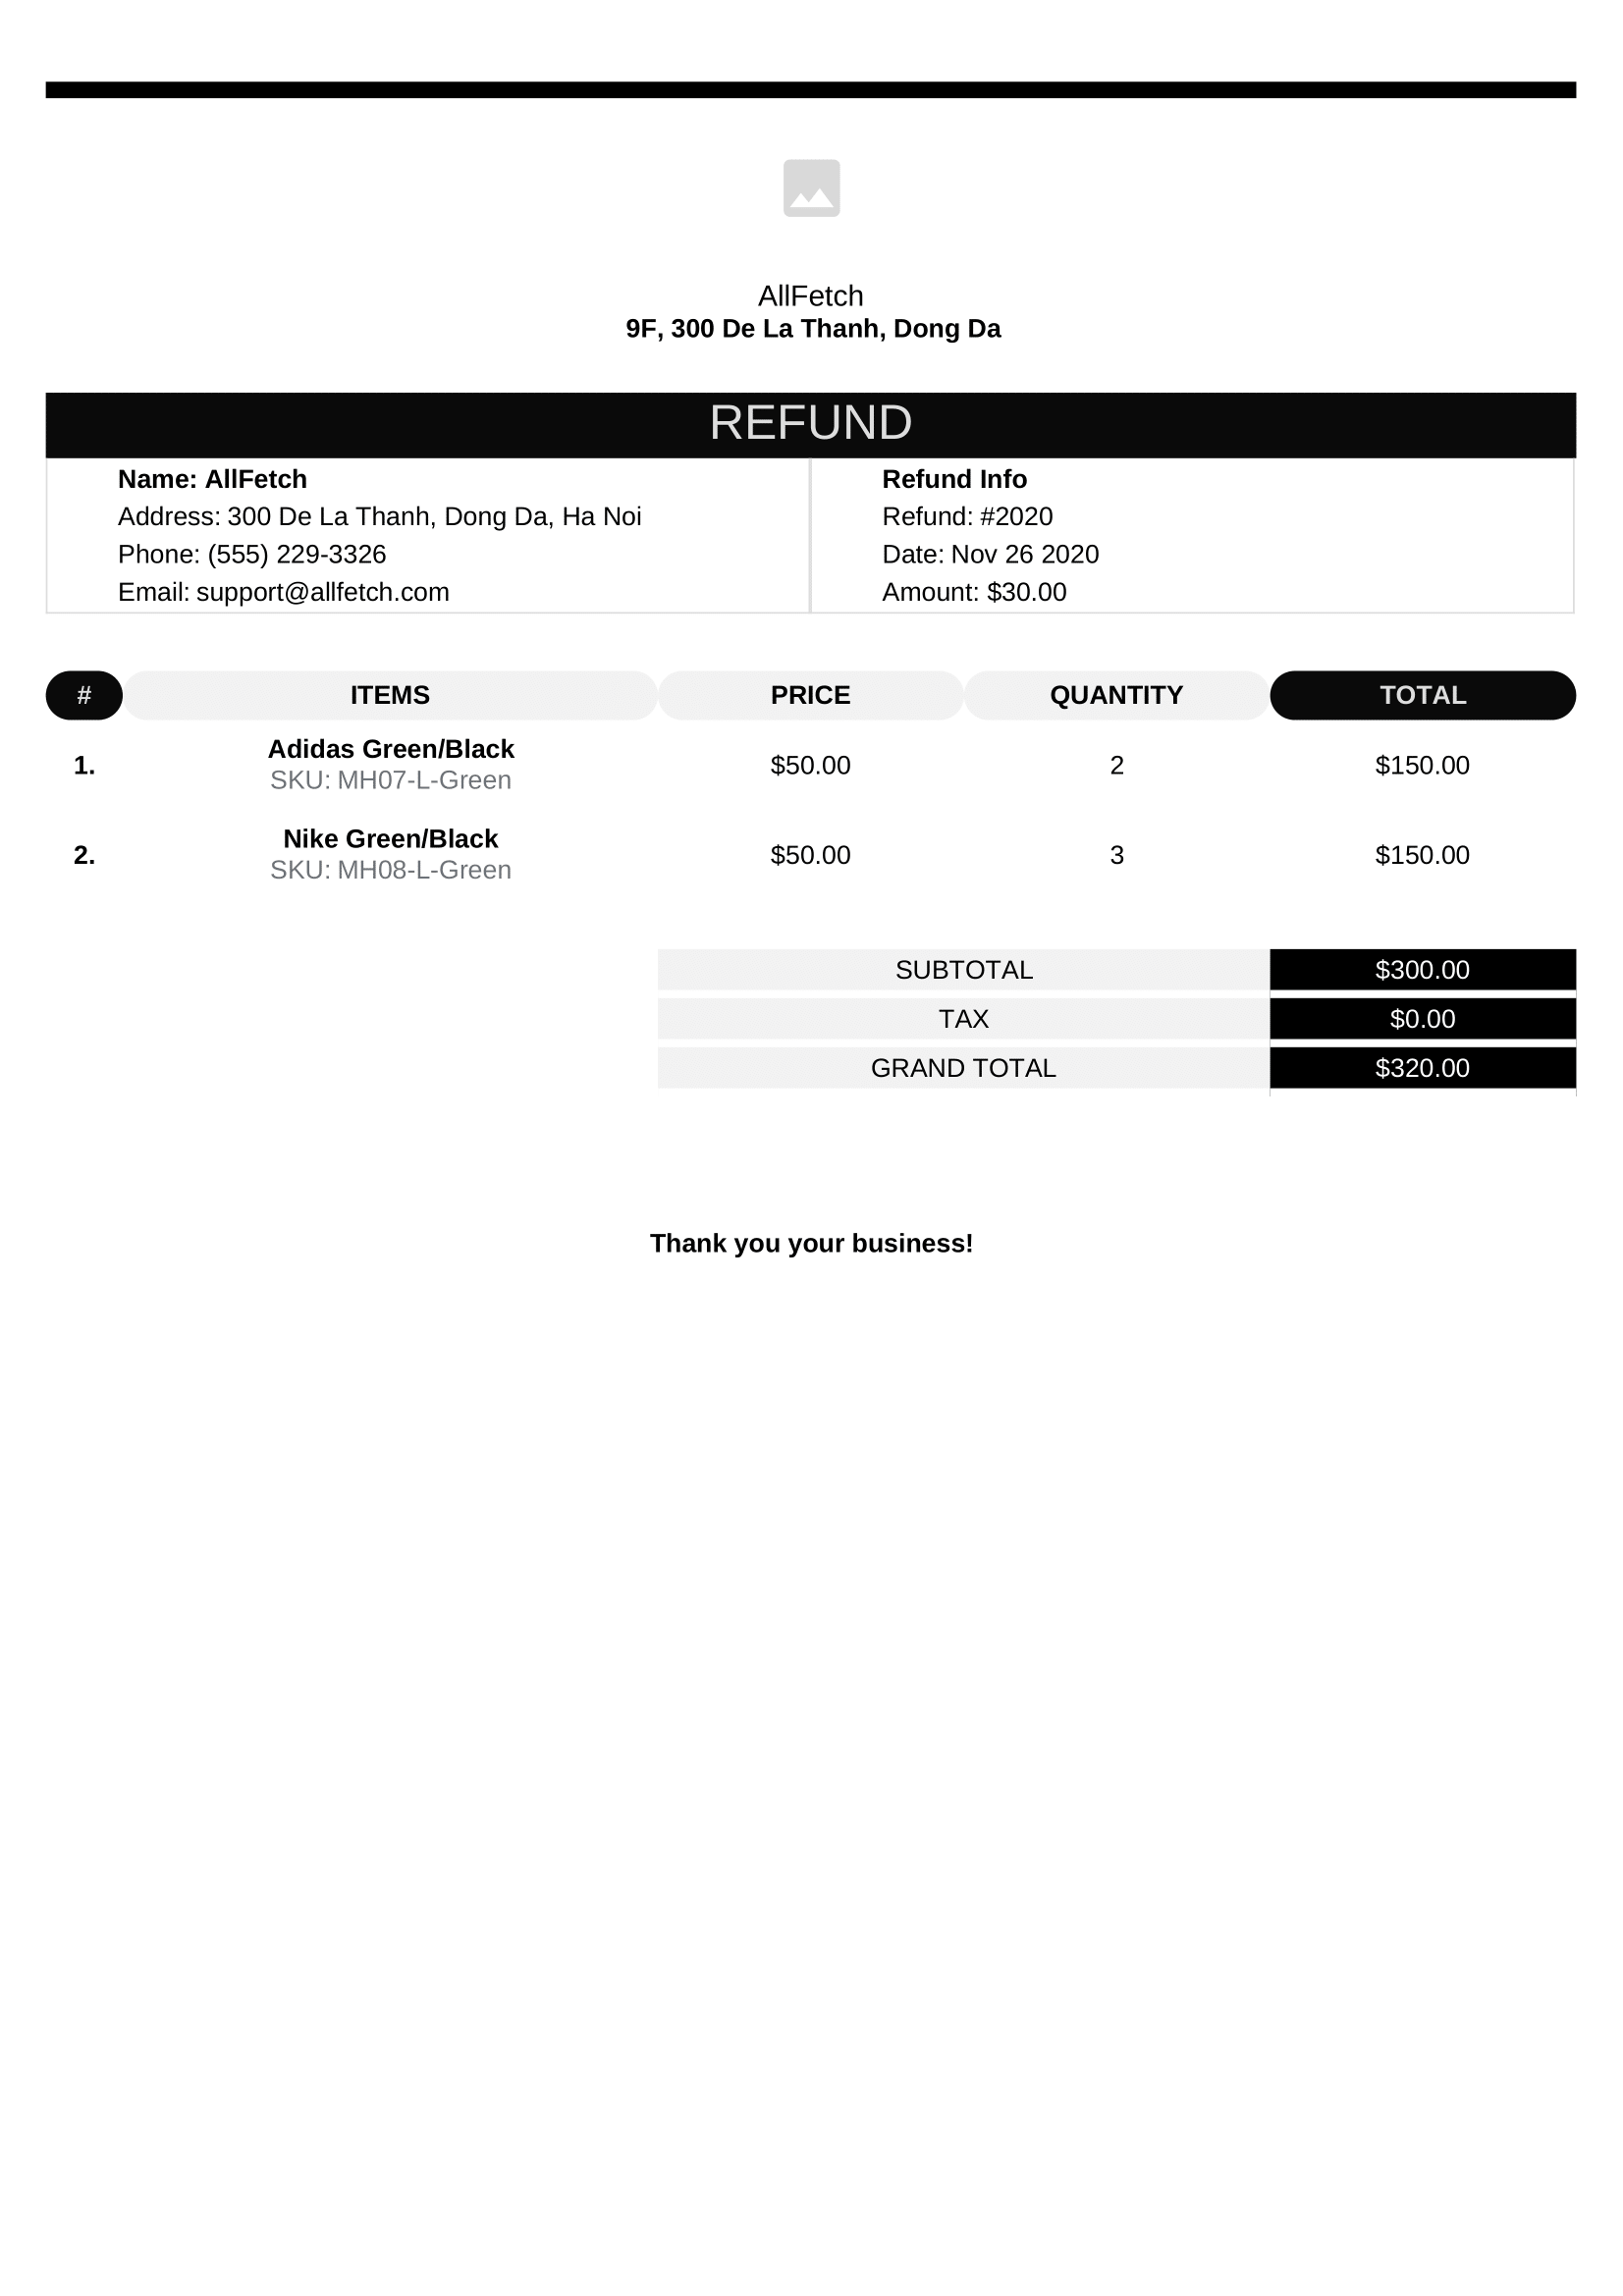 AllFetch
9F, 300 De La Thanh, Dong Da
REFUND
Name: AllFetch
Address: 300 De La Thanh, Dong Da, Ha Noi
Phone: (555) 229-3326
Email: support@allfetch.com
Refund Info
Refund: #2020
Date: Nov 26 2020
Amount: $30.00
# ITEMS PRICE QUANTITY TOTAL
1. Adidas Green/Black $50.00 2 $150.00
SKU: MH07-L-Green
2. Nike Green/Black $50.00 3 $150.00
SKU: MH08-L-Green
SUBTOTAL $300.00
TAX $0.00
GRAND TOTAL $320.00
Thank you your business!